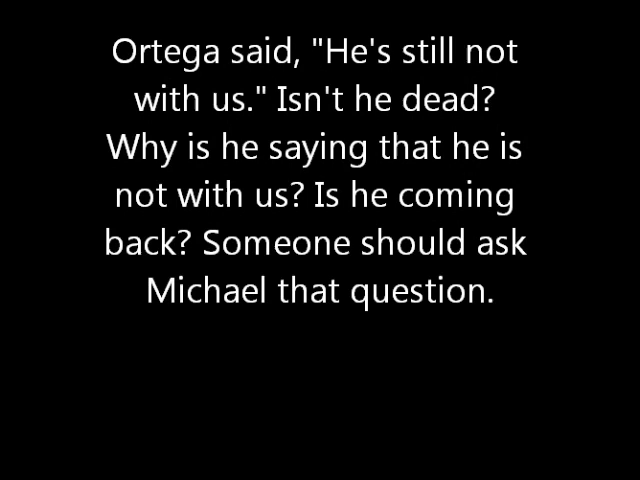 Ortega said, "He's still not
with us." Isn't he dead?
Why is he saying that he is
not with us? Is he coming
back? Someone should ask
Michael that question.